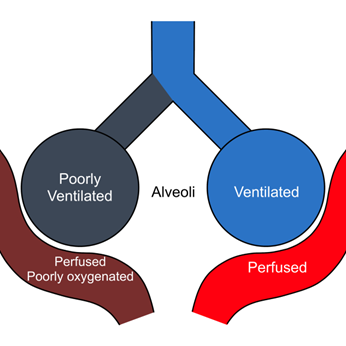 Poorly
Ventilated
Alveoli
Ventilated
Perfused
Poorly oxygenated
Perfused